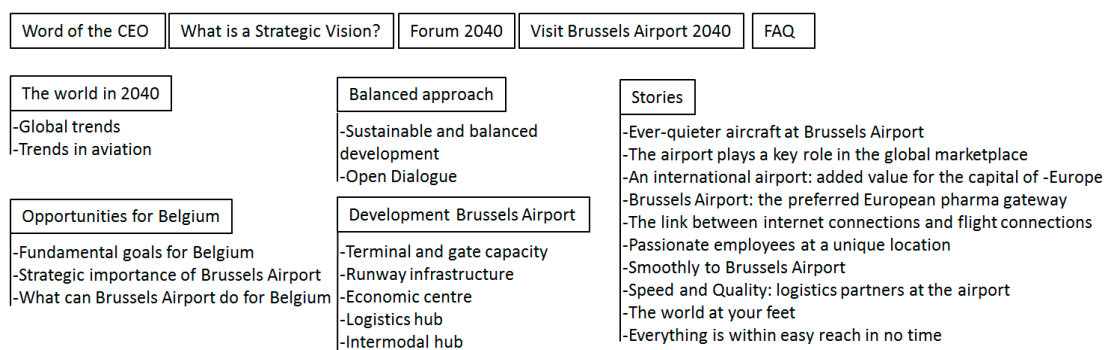 Word of the CEO
What is a Strategic Vision?
Forum 2040
Visit Brussels Airport 2040
FAQ
The world in 2040
-Global trends
-Trends in aviation
Opportunities for Belgium
-Fundamental goals for Belgium
-Strategic importance of Brussels Airport
-What can Brussels Airport do for Belgium
Balanced approach
-Sustainable and balanced
development
-Open Dialogue
Development Brussels Airport
-Terminal and gate capacity
-Runway infrastructure
-Economic centre
-Logistics hub
-Intermodal hub
Stories
-Ever-quieter aircraft at Brussels Airport
-The airport plays a key role in the global marketplace
-An international airport: added value for the capital of -Europe
-Brussels Airport: the preferred European pharma gateway
-The link between internet connections and flight connections
-Passionate employees at a unique location
-Smoothly to Brussels Airport
-Speed and Quality: logistics partners at the airport
-The world at your feet
-Everything is within easy reach in no time